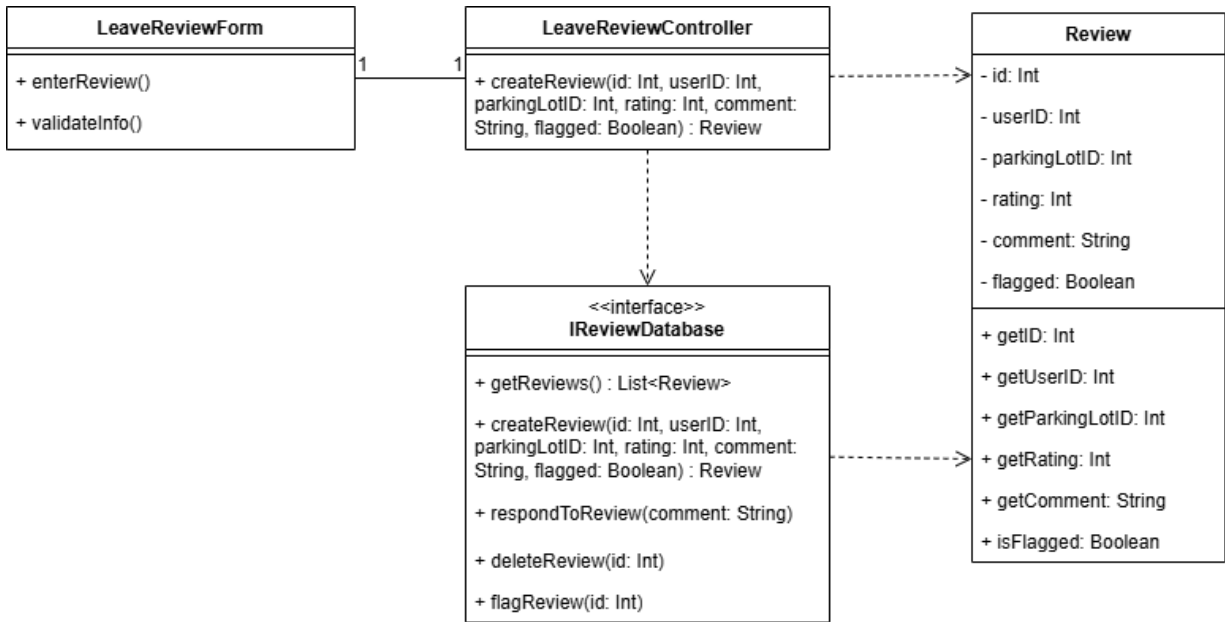 LeaveReviewForm
+ enterReview()
+ validateInfo()
1
1
LeaveReviewController
+ createReview(id: Int, userID: Int,
parkingLotID: Int, rating: Int, comment:
String, flagged: Boolean) : Review
Review
- id: Int
- userID: Int
- parkingLotID: Int
- rating: Int
- comment: String
- flagged: Boolean
+ getID: Int
+ getUserID: Int
+ getParkingLotID: Int
+ getRating: Int
+ getComment: String
+ isFlagged: Boolean
<<interface>>
IReviewDatabase
+ getReviews() : List<Review>
+ createReview(id: Int, userID: Int,
parkingLotID: Int, rating: Int, comment:
String, flagged: Boolean) : Review
+ respondToReview(comment: String)
+ deleteReview(id: Int)
+ flagReview(id: Int)